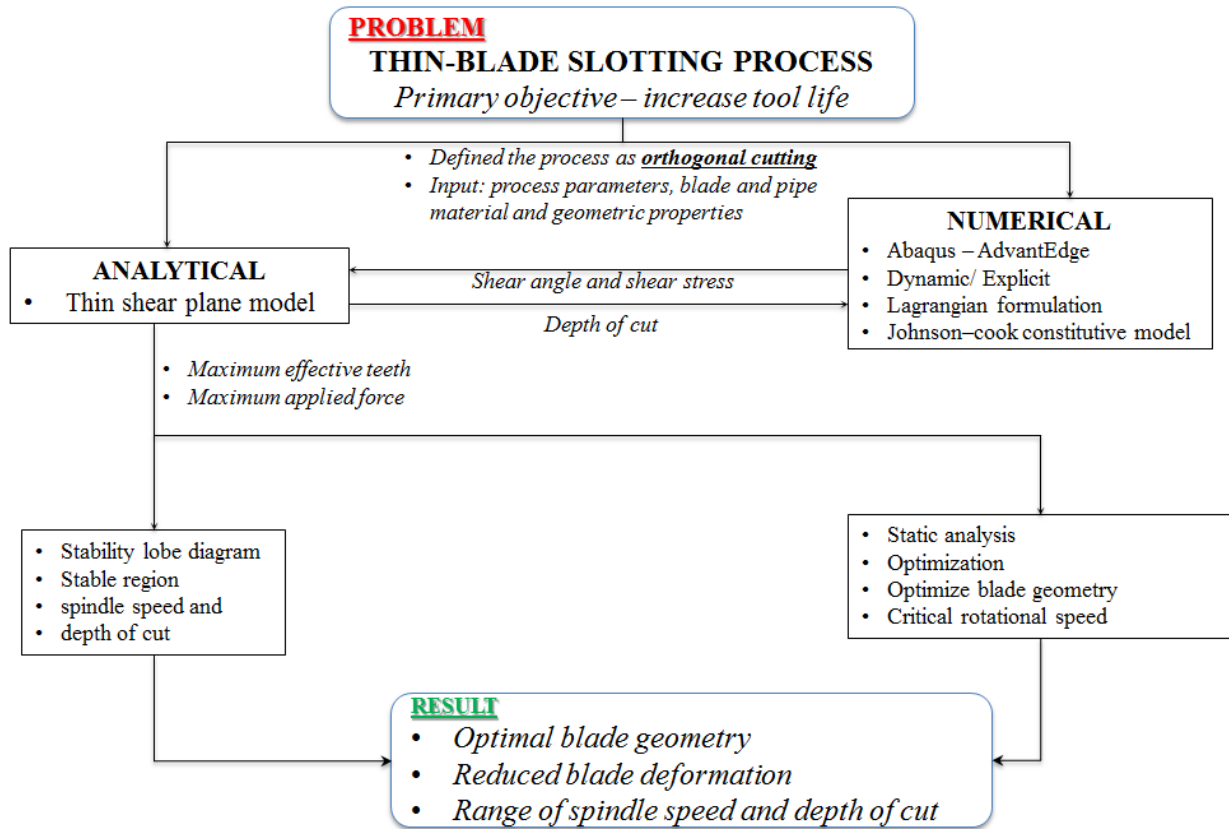 PROBLEM
THIN-BLADE SLOTTING PROCESS
Primary objective – increase tool life
• Defined the process as orthogonal cutting
• Input: process parameters, blade and pipe
material and geometric properties
NUMERICAL
• Abaqus – AdvantEdge
• Dynamic/ Explicit
• Lagrangian formulation
• Johnson–cook constitutive model
ANALYTICAL
• Thin shear plane model
Shear angle and shear stress
Depth of cut
• Maximum effective teeth
• Maximum applied force
• Stability lobe diagram
• Stable region
• spindle speed and
• depth of cut
• Static analysis
• Optimization
• Optimize blade geometry
• Critical rotational speed
RESULT
• Optimal blade geometry
• Reduced blade deformation
• Range of spindle speed and depth of cut